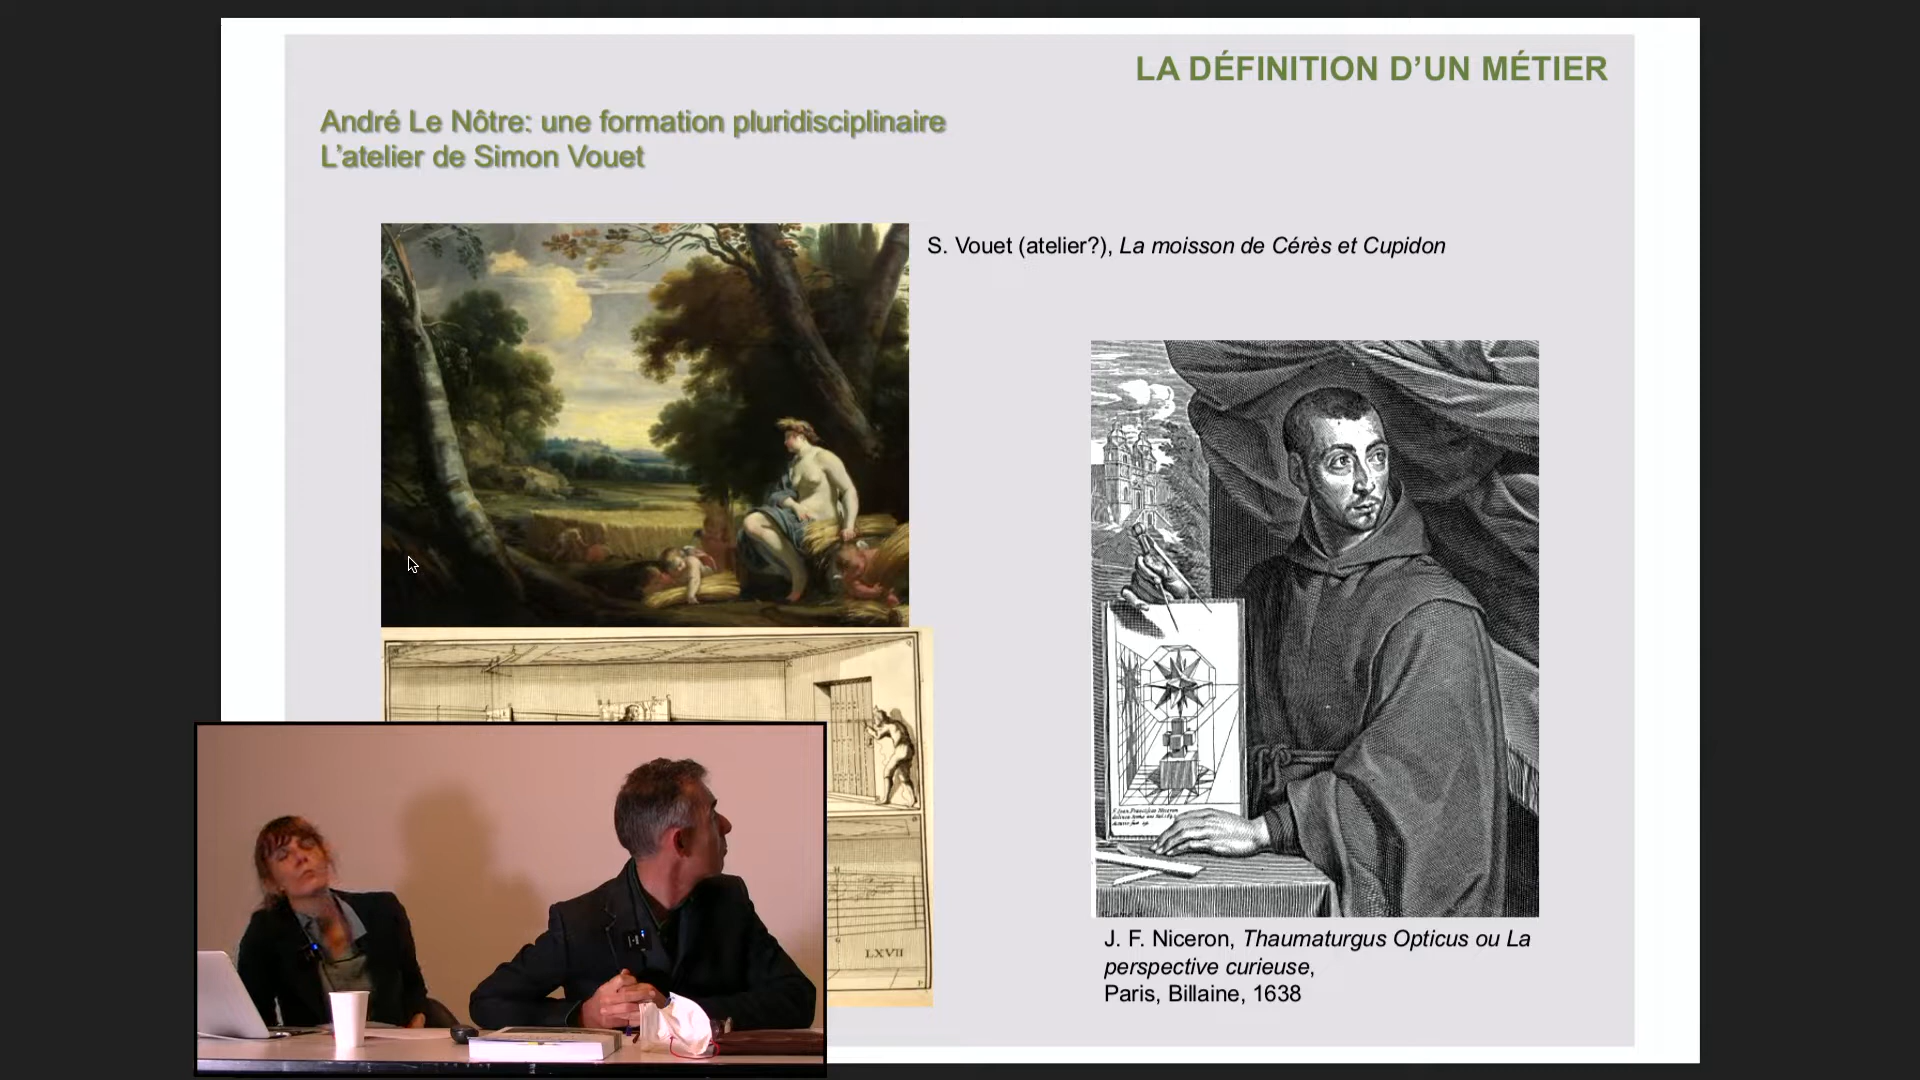 LA DÉFINITION D’UN MÉTIER
André Le Nôtre: une formation pluridisciplinaire
L’atelier de Simon Vouet
S. Vouet (atelier?), La moisson de Cérès et Cupidon
LXVII
J. F. Niceron, Thaumaturgus Opticus ou La
perspective curieuse,
Paris, Billaine, 1638